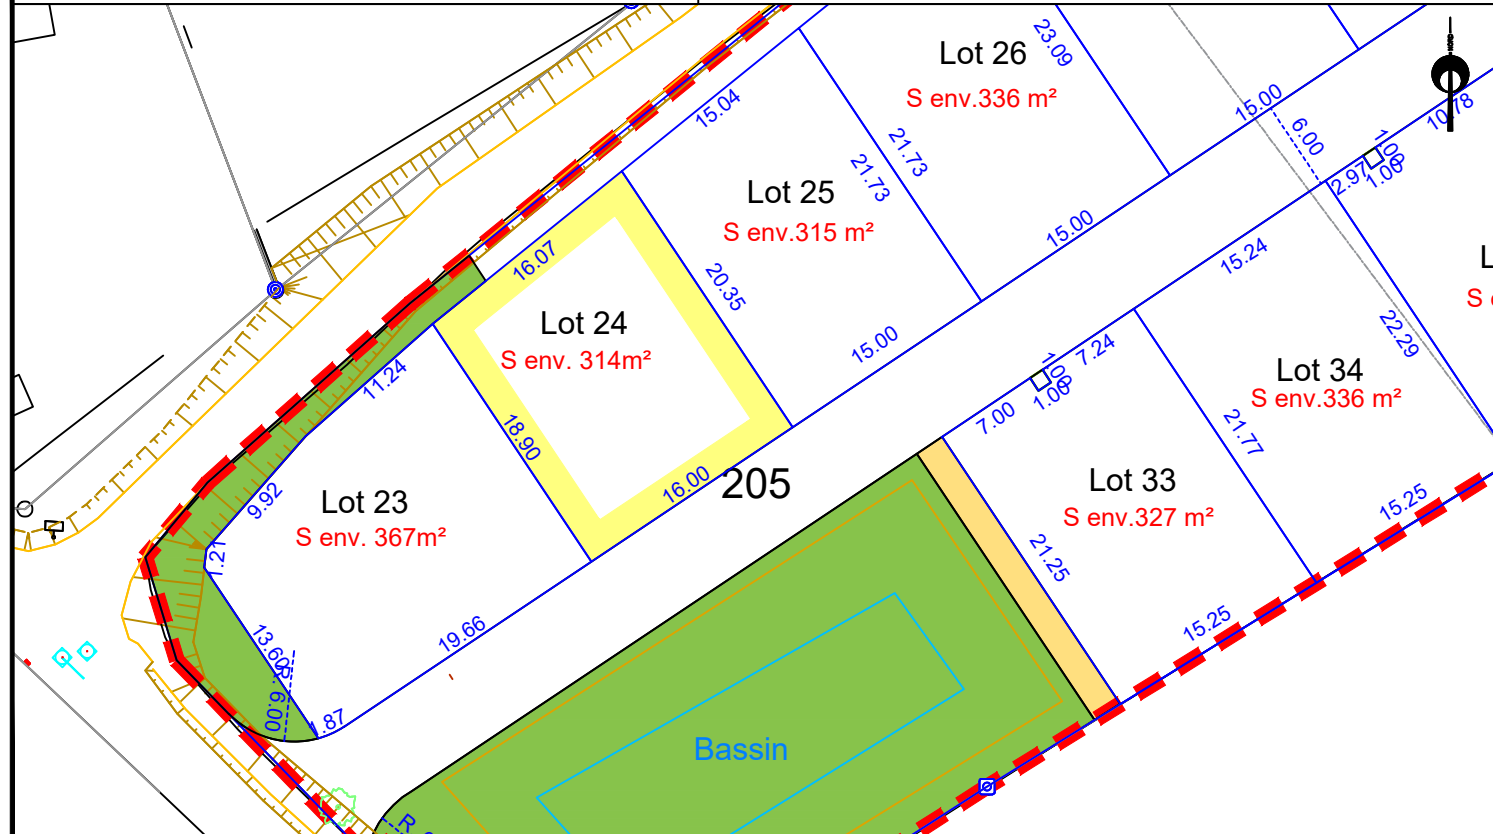 Lot 26
S env.336 m²
23.09
NORD
15.04
21.73
21.73
15.00
6.00
10.78
1.00
1.00
2.97
Lot 25
S env.315 m²
16.07
20.35
15.00
15.24
Lot 24
S env. 314m²
15.00
22.29
11.24
1.00
1.00
7.24
7.00
Lot 34
S env.336 m²
21.77
18.90
16.00
205
9.92
Lot 23
S env. 367m²
Lot 33
S env.327 m²
15.25
1.21
21.25
13.60
R 6.00
19.66
15.25
Bassin